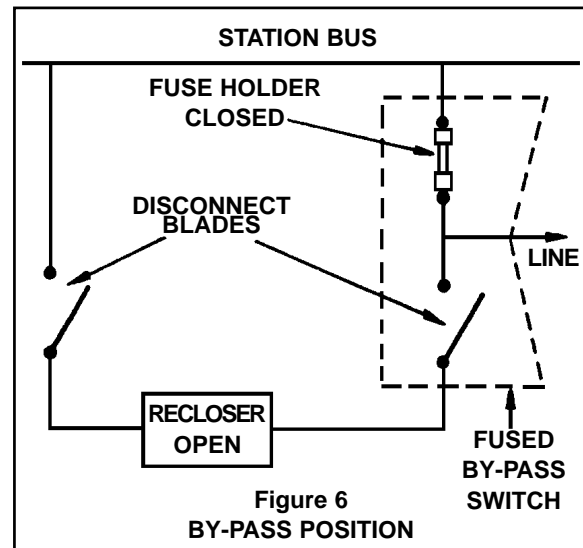 STATION BUS
FUSE HOLDER
CLOSED
DISCONNECT
BLADES
LINE
RECLOSER
OPEN
FUSED
BY-PASS
SWITCH
Figure 6
BY-PASS POSITION